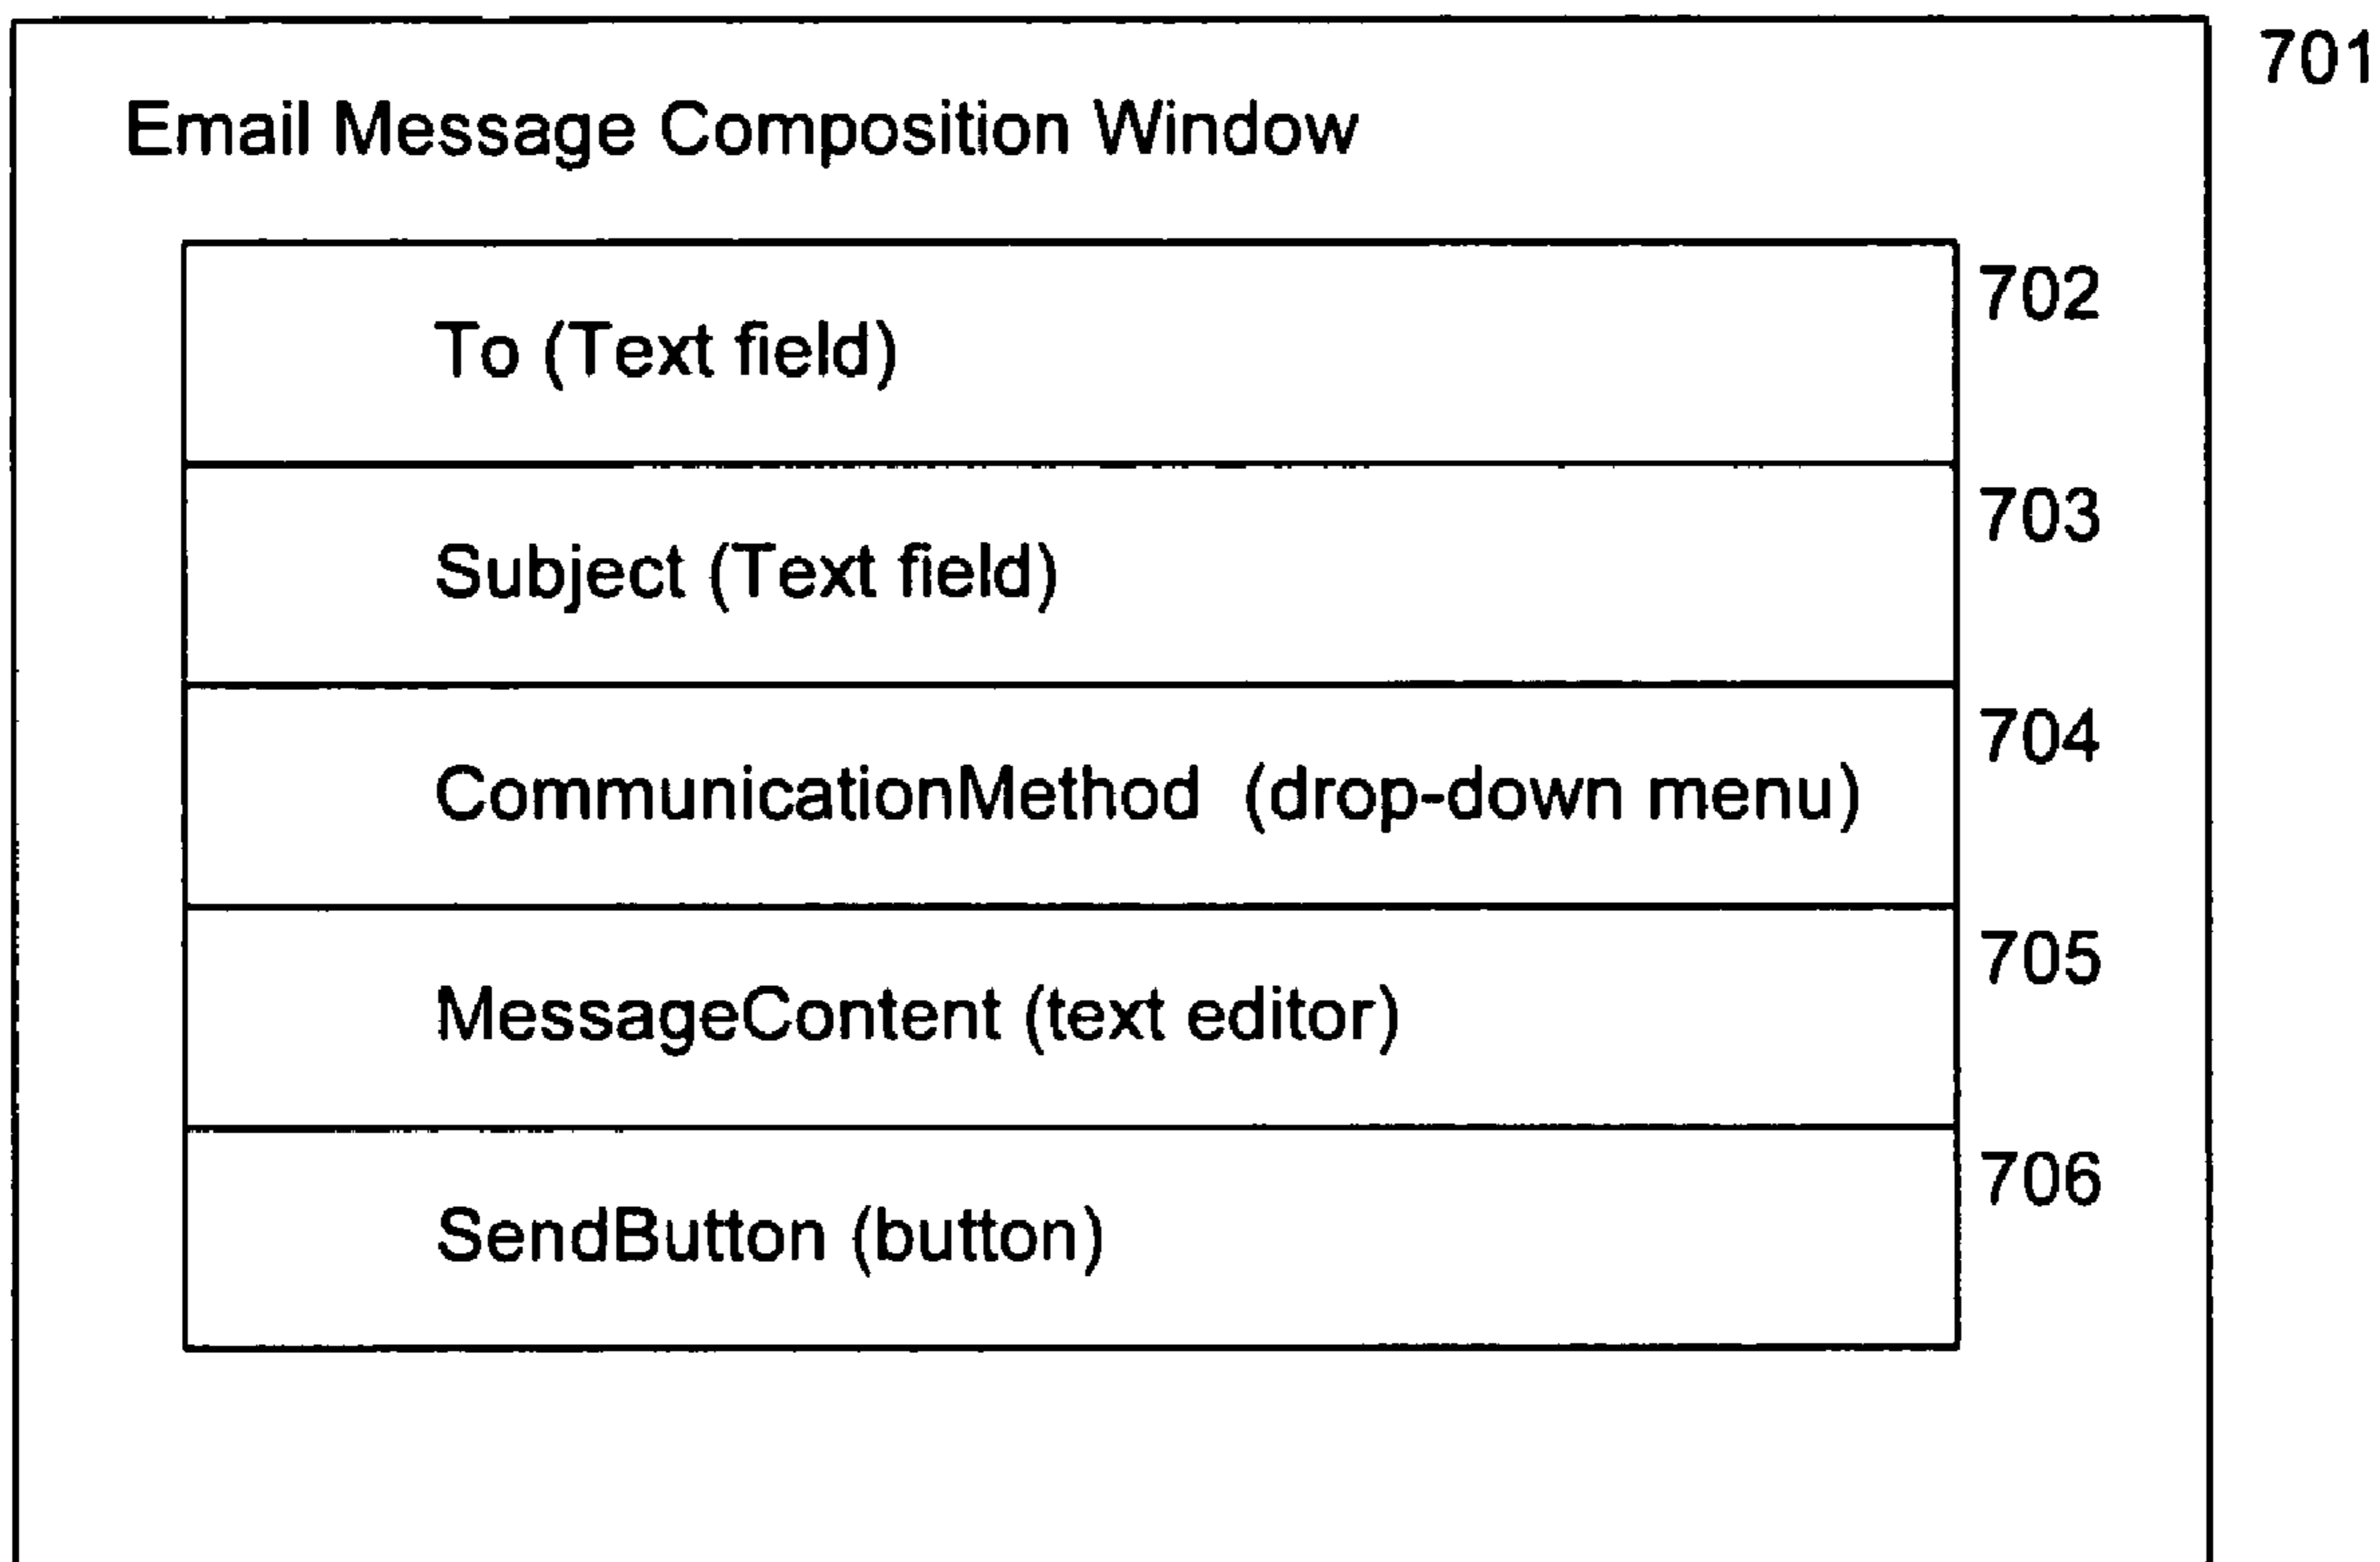 701
Email Message Composition Window
702
To (Text field)
703
Subject (Text field)
704
CommunicationMethod (drop-down menu)
705
MessageContent (text editor)
706
SendButton (button)